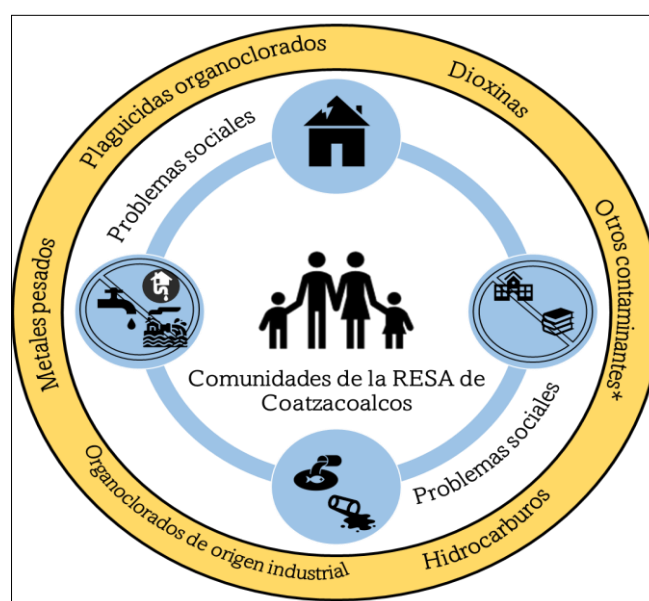 Plaguicidas organoclorados
Dioxinas
Otros contaminantes*
Hidrocarburos
Organoclorados de origen industrial
Metales pesados
Problemas sociales
Problemas sociales
Comunidades de la RESA de
Coatzacoalcos